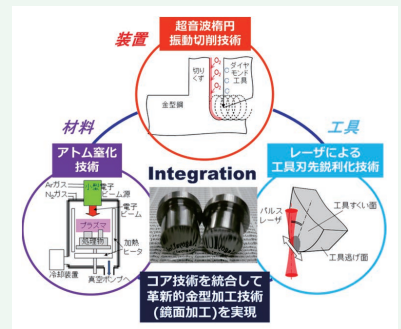 装置
超音波楕円
振動切削技術
切り
くず
O₂
O₂
O₂
ダイヤ
モンド
工具
金型鋼
材料
アトム窒化
技術
Arガス
N₂ガス
小型電子
ビーム源
電子
ビーム
プラズマ
処理物
加熱
ヒータ
冷却装置
真空ポンプへ
Integration
工具
レーザによる
工具刃先鋭利化技術
パルス
レーザ
工具すくい面
工具逃げ面
コア技術を統合して
革新的金型加工技術
(鏡面加工)を実現